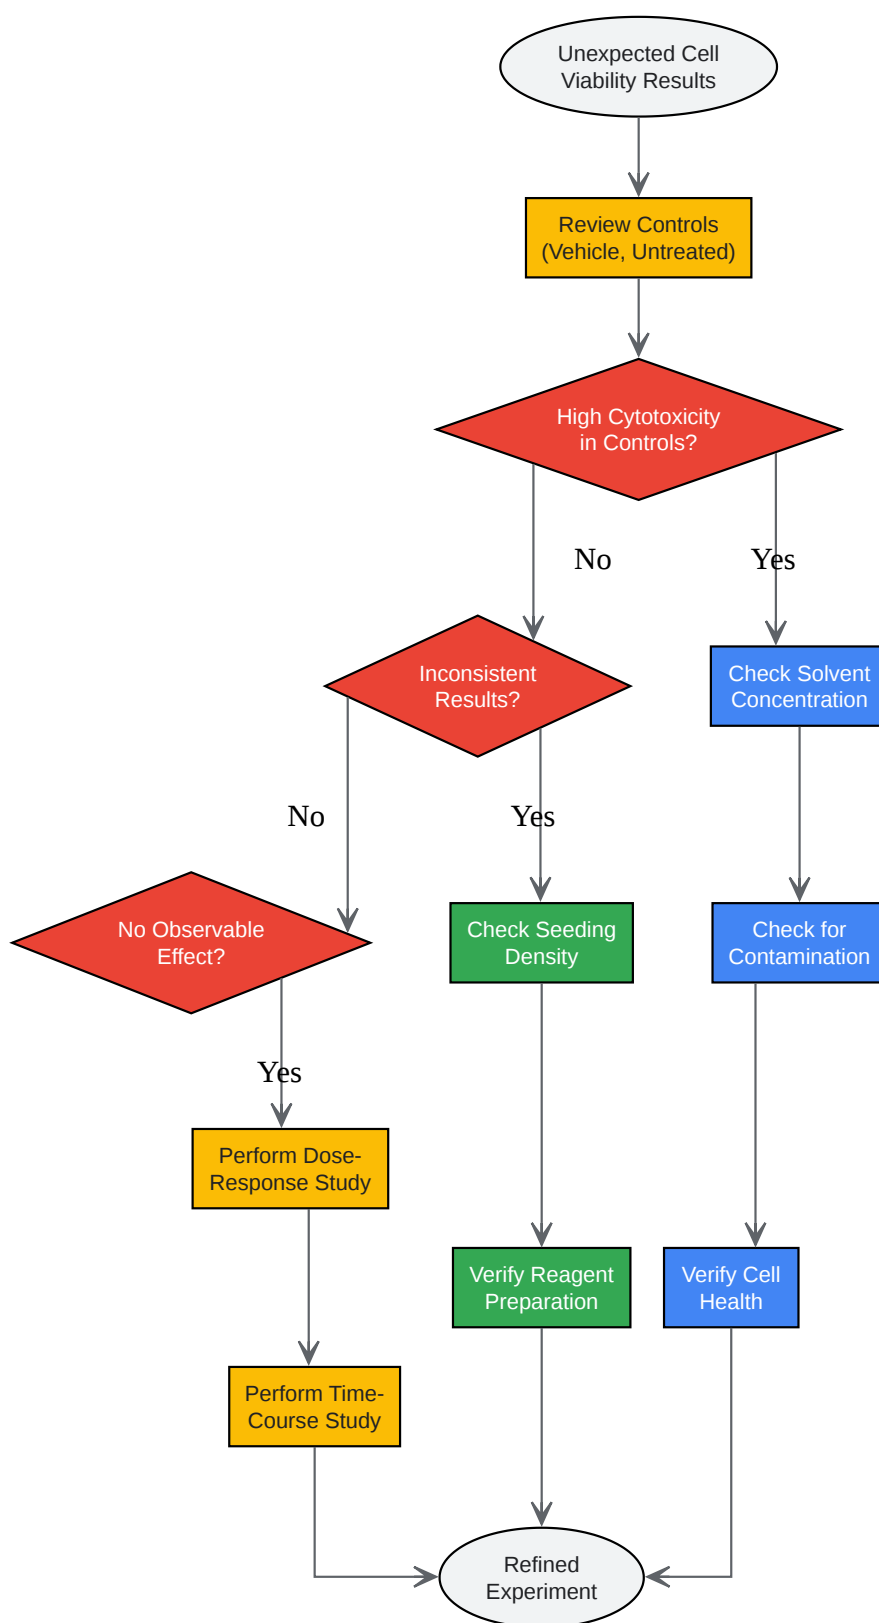 Unexpected Cell
Viability Results
Review Controls
(Vehicle, Untreated)
High Cytotoxicity
in Controls?
No
Yes
Inconsistent
Results?
Check Solvent
Concentration
No
Yes
No Observable
Effect?
Check Seeding
Density
Check for
Contamination
Yes
Perform Dose-
Response Study
Verify Reagent
Preparation
Verify Cell
Health
Perform Time-
Course Study
Refined
Experiment